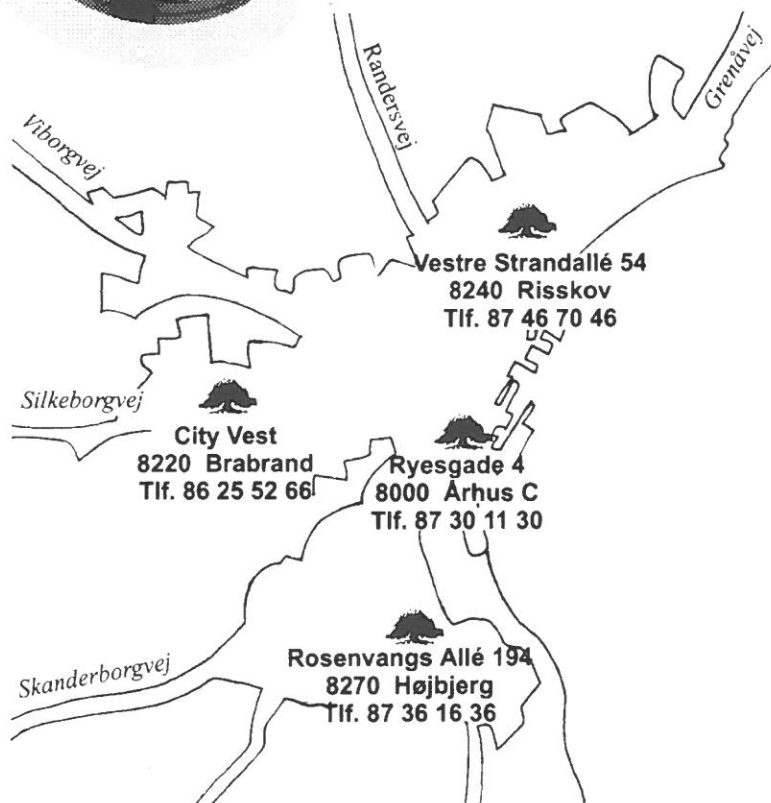 Randersvej
Grenåvej
Viborgvej
Vestre Strandallé 54
8240 Risskov
Tlf. 87 46 70 46
Silkeborgvej
City Vest
8220 Brabrand
Tlf. 86 25 52 66
Ryesgade 4
8000 Århus C
Tlf. 87 30 11 30
Skanderborgvej
Rosenvangs Allé 194
8270 Højbjerg
Tlf. 87 36 16 36